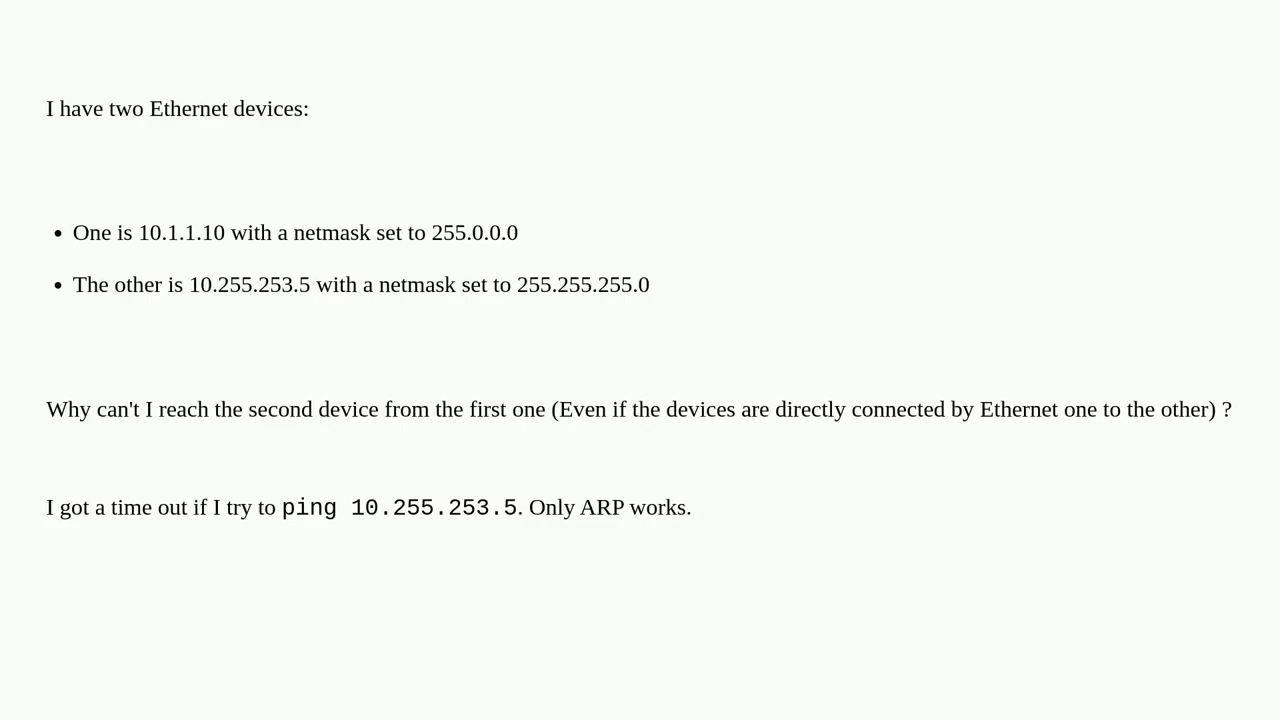 I have two Ethernet devices:
• One is 10.1.1.10 with a netmask set to 255.0.0.0
• The other is 10.255.253.5 with a netmask set to 255.255.255.0
Why can't I reach the second device from the first one (Even if the devices are directly connected by Ethernet one to the other) ?
I got a time out if I try to ping 10.255.253.5. Only ARP works.